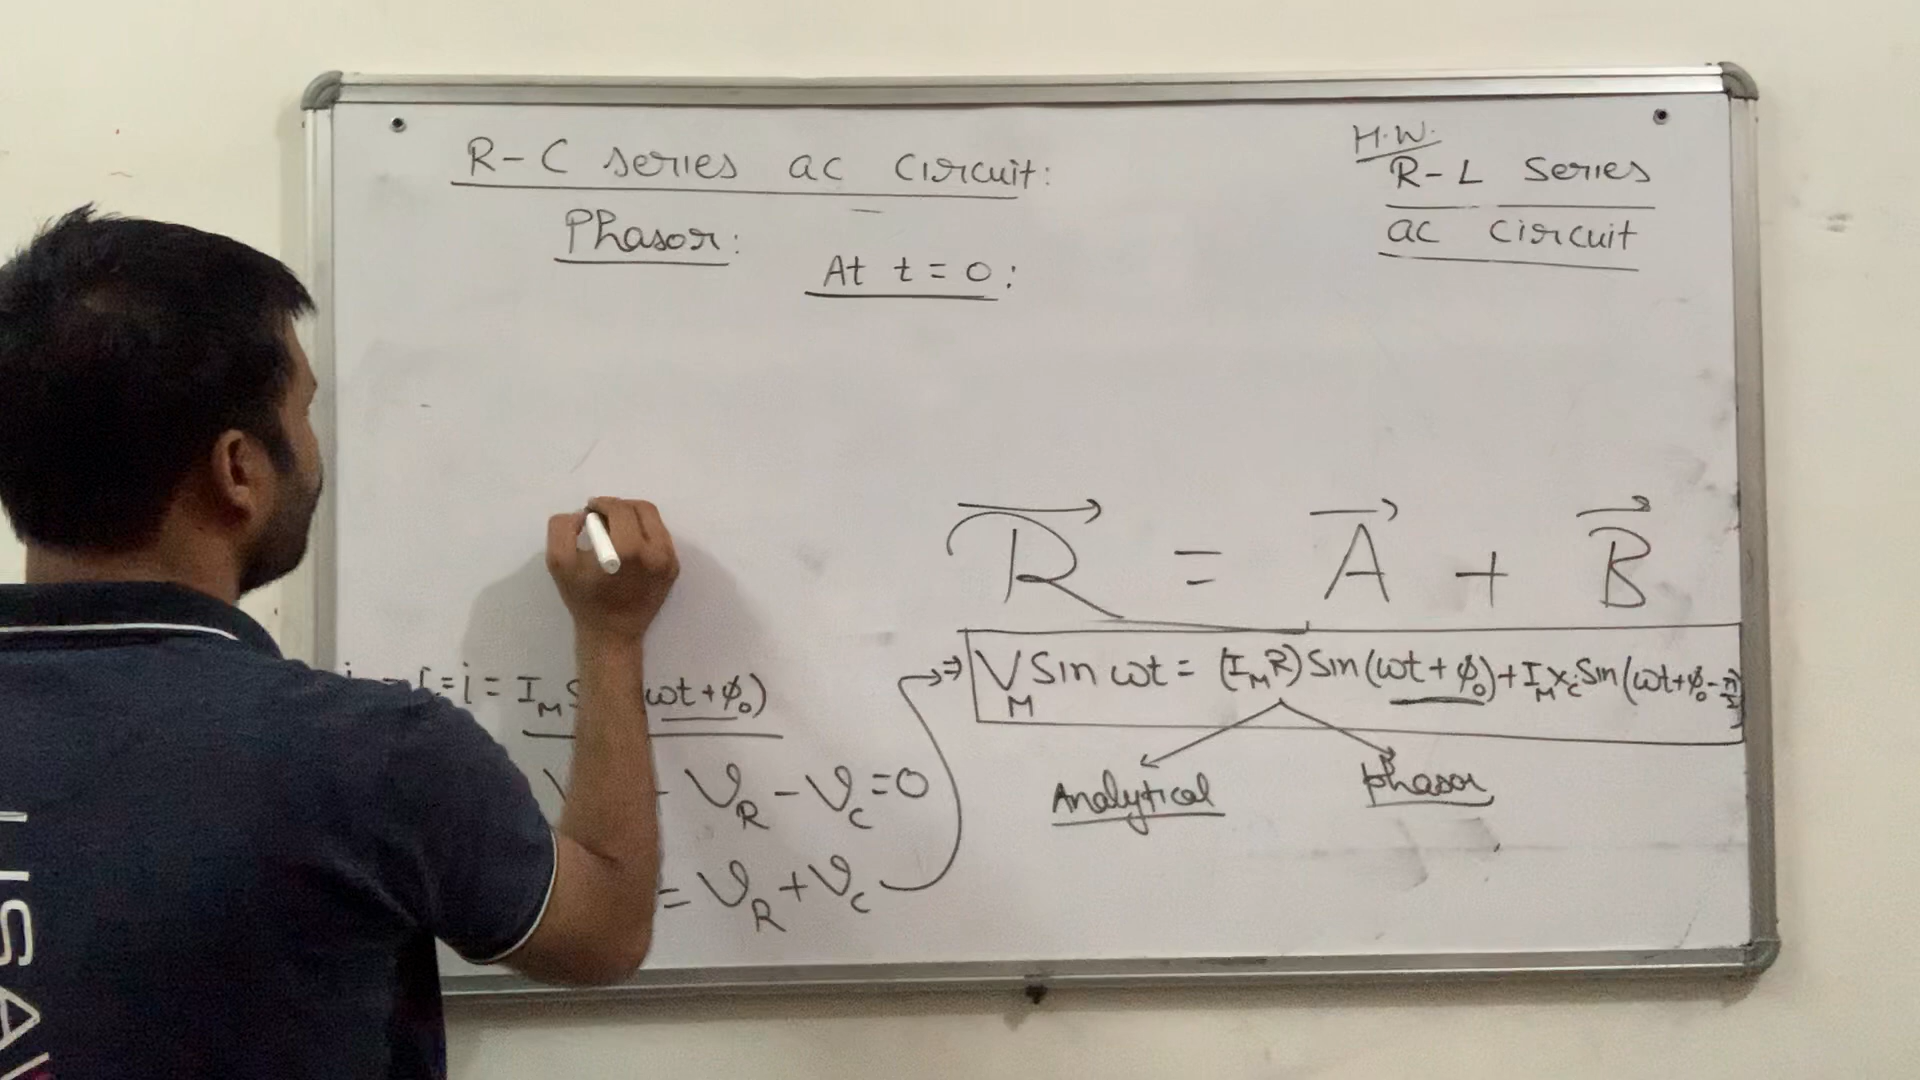 R-C series ac circuit:
Phasor:
At t = 0:
H.W.
R-L series
ac circuit
R = A + B
= i = I_M (ωt+φ₀)
- V_R - V_C = 0
= V_R + V_C
⇒ V_M Sin ωt = (I_M R) Sin(ωt + φ₀) + I_M X_C Sin(ωt+φ₀-π/2)
Analytical
phasor
USA